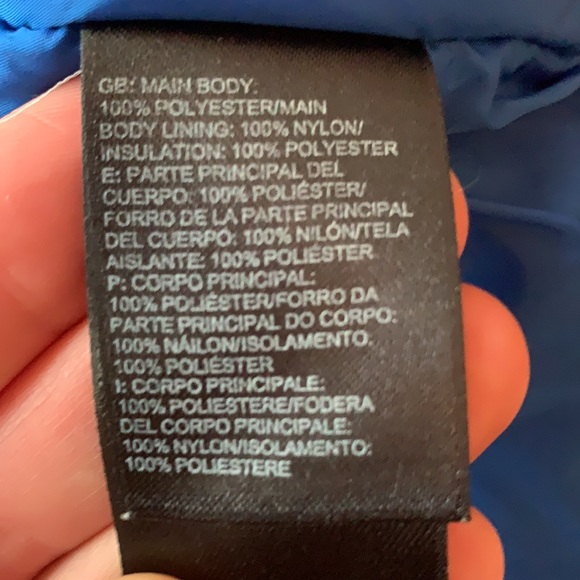 GB: MAIN BODY:
100% POLYESTER/MAIN
BODY LINING: 100% NYLON/
INSULATION: 100% POLYESTER
E: PARTE PRINCIPAL DEL
CUERPO: 100% POLIÉSTER/
FORRO DE LA PARTE PRINCIPAL
DEL CUERPO: 100% NILÓN/TELA
AISLANTE: 100% POLIÉSTER
P: CORPO PRINCIPAL:
100% POLIÉSTER/FORRO DA
PARTE PRINCIPAL DO CORPO:
100% NÁILON/ISOLAMENTO:
100% POLIÉSTER
I: CORPO PRINCIPALE:
100% POLIESTERE/FODERA
DEL CORPO PRINCIPALE:
100% NYLON/ISOLAMENTO:
100% POLIESTERE